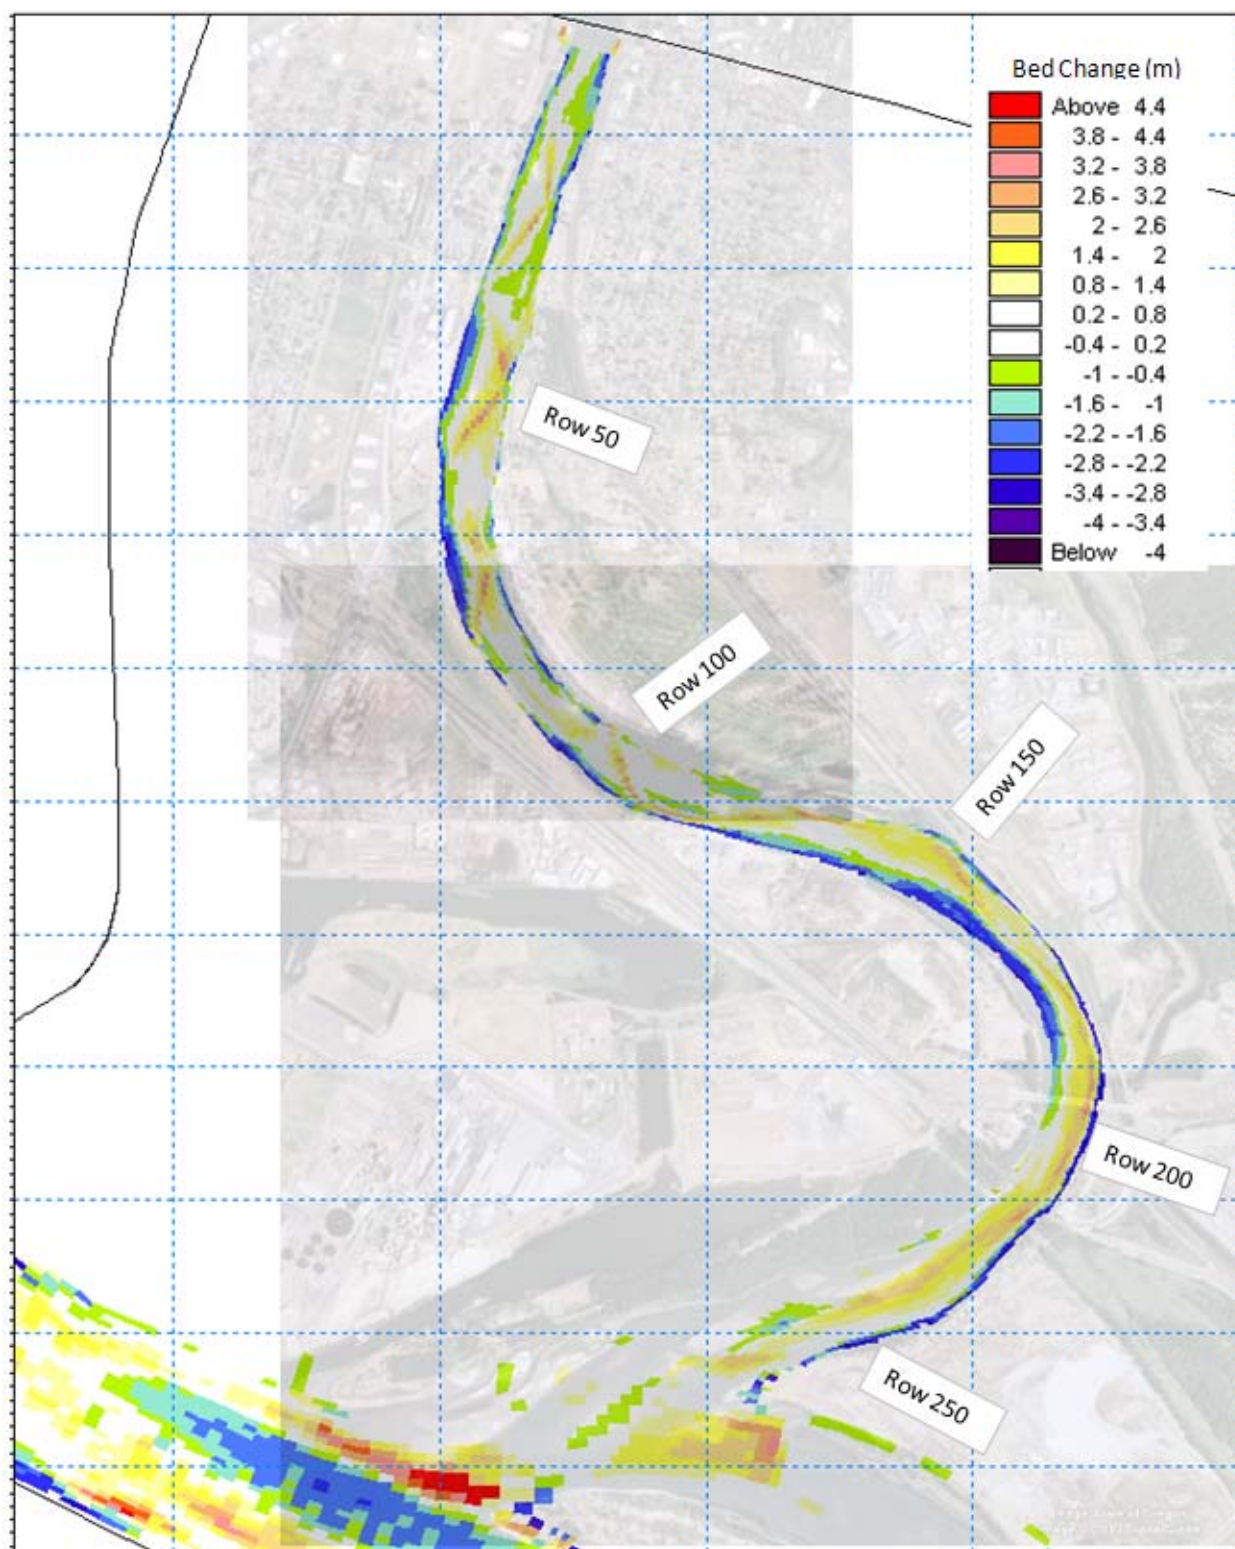 Bed Change (m)
Above 4.4
3.8 - 4.4
3.2 - 3.8
2.6 - 3.2
2 - 2.6
1.4 - 2
0.8 - 1.4
0.2 - 0.8
-0.4 - 0.2
-1 - -0.4
-1.6 - -1
-2.2 - -1.6
-2.8 - -2.2
-3.4 - -2.8
-4 - -3.4
Below -4
Row 50
Row 100
Row 150
Row 200
Row 250